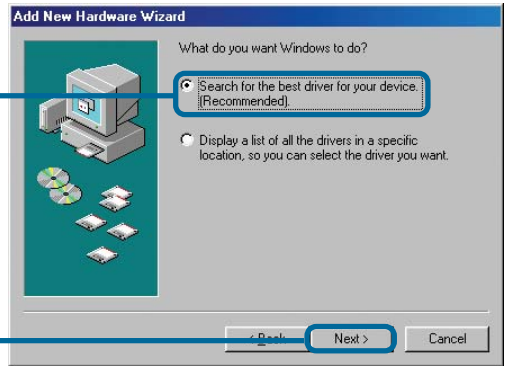 Add New Hardware Wizard
What do you want Windows to do?
Search for the best driver for your device.
(Recommended).
Display a list of all the drivers in a specific
location, so you can select the driver you want.
< Back
Next >
Cancel